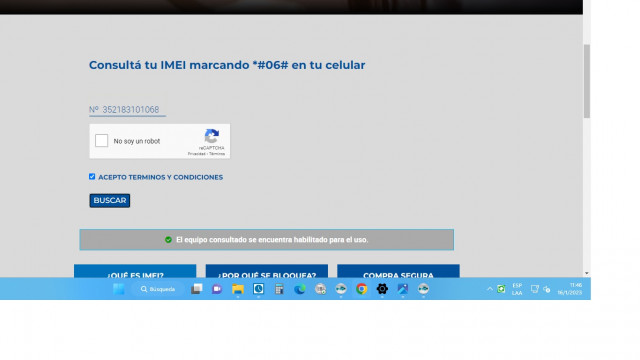 Consultá tu IMEI marcando *#06# en tu celular
Nº 352183101068
No soy un robot
reCAPTCHA
Privacidad - Términos
ACEPTO TERMINOS Y CONDICIONES
BUSCAR
El equipo consultado se encuentra habilitado para el uso.
¿QUÉ ES IMEI? ¿POR QUÉ SE BLOQUEA? COMPRA SEGURA
Búsqueda
ESP
LAA
11:46
16/1/2023